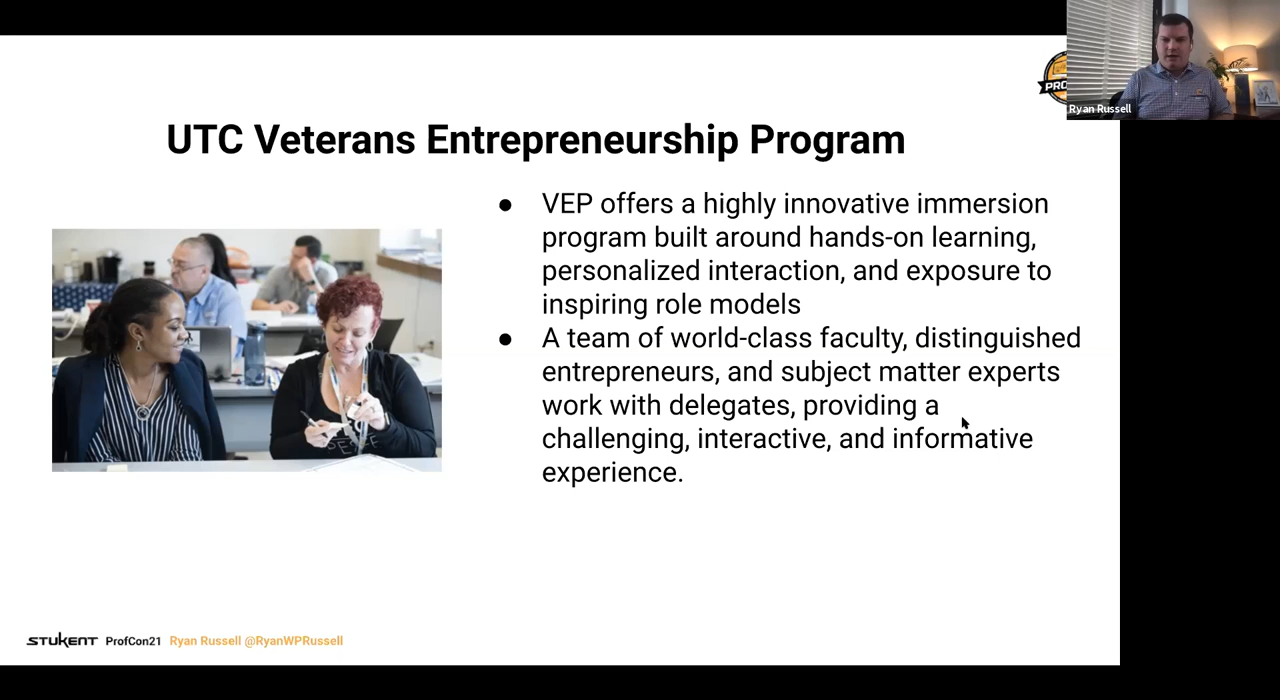 PRO
Ryan Russell
UTC Veterans Entrepreneurship Program
● VEP offers a highly innovative immersion
program built around hands-on learning,
personalized interaction, and exposure to
inspiring role models
● A team of world-class faculty, distinguished
entrepreneurs, and subject matter experts
work with delegates, providing a
challenging, interactive, and informative
experience.
STUKENT ProfCon21 Ryan Russell @RyanWPRussell